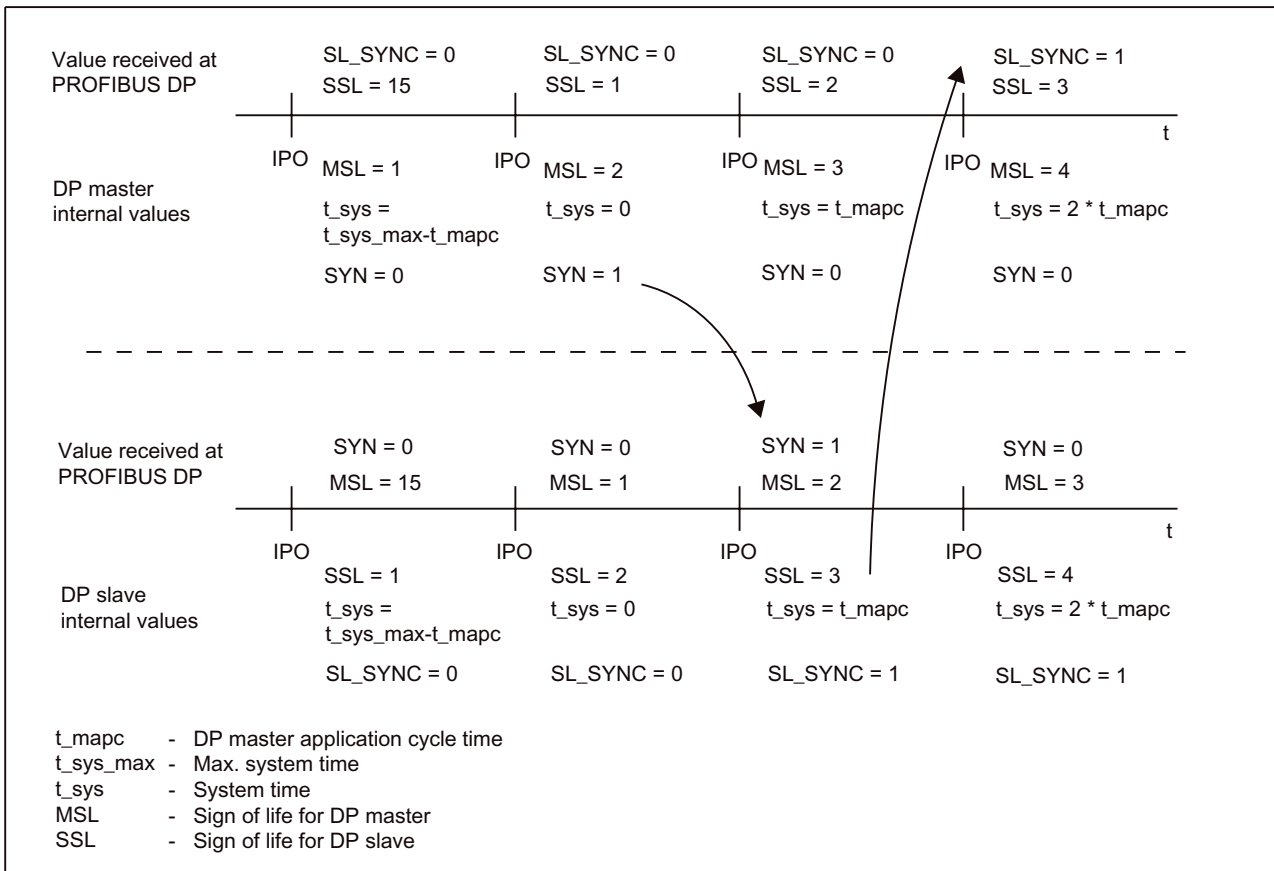 Value received at
PROFIBUS DP
SL_SYNC = 0
SSL = 15
SL_SYNC = 0
SSL = 1
SL_SYNC = 0
SSL = 2
SL_SYNC = 1
SSL = 3
t
IPO
IPO
IPO
IPO
DP master
internal values
MSL = 1
t_sys =
t_sys_max-t_mapc
SYN = 0
MSL = 2
t_sys = 0
SYN = 1
MSL = 3
t_sys = t_mapc
SYN = 0
MSL = 4
t_sys = 2 * t_mapc
SYN = 0
Value received at
PROFIBUS DP
SYN = 0
MSL = 15
SYN = 0
MSL = 1
SYN = 1
MSL = 2
SYN = 0
MSL = 3
t
IPO
IPO
IPO
IPO
DP slave
internal values
SSL = 1
t_sys =
t_sys_max-t_mapc
SL_SYNC = 0
SSL = 2
t_sys = 0
SL_SYNC = 0
SSL = 3
t_sys = t_mapc
SL_SYNC = 1
SSL = 4
t_sys = 2 * t_mapc
SL_SYNC = 1
t_mapc - DP master application cycle time
t_sys_max - Max. system time
t_sys - System time
MSL - Sign of life for DP master
SSL - Sign of life for DP slave